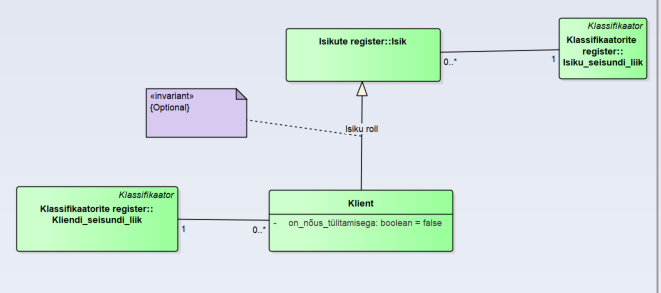 Isikute register::Isik
Klassifikaator
Klassifikaatorite
register::
Isiku_seisundi_liik
0..*
1
«invariant»
{Optional}
Isiku roll
Klassifikaator
Klassifikaatorite register::
Kliendi_seisundi_liik
1
0..*
Klient
- on_nõus_tülitamisega: boolean = false